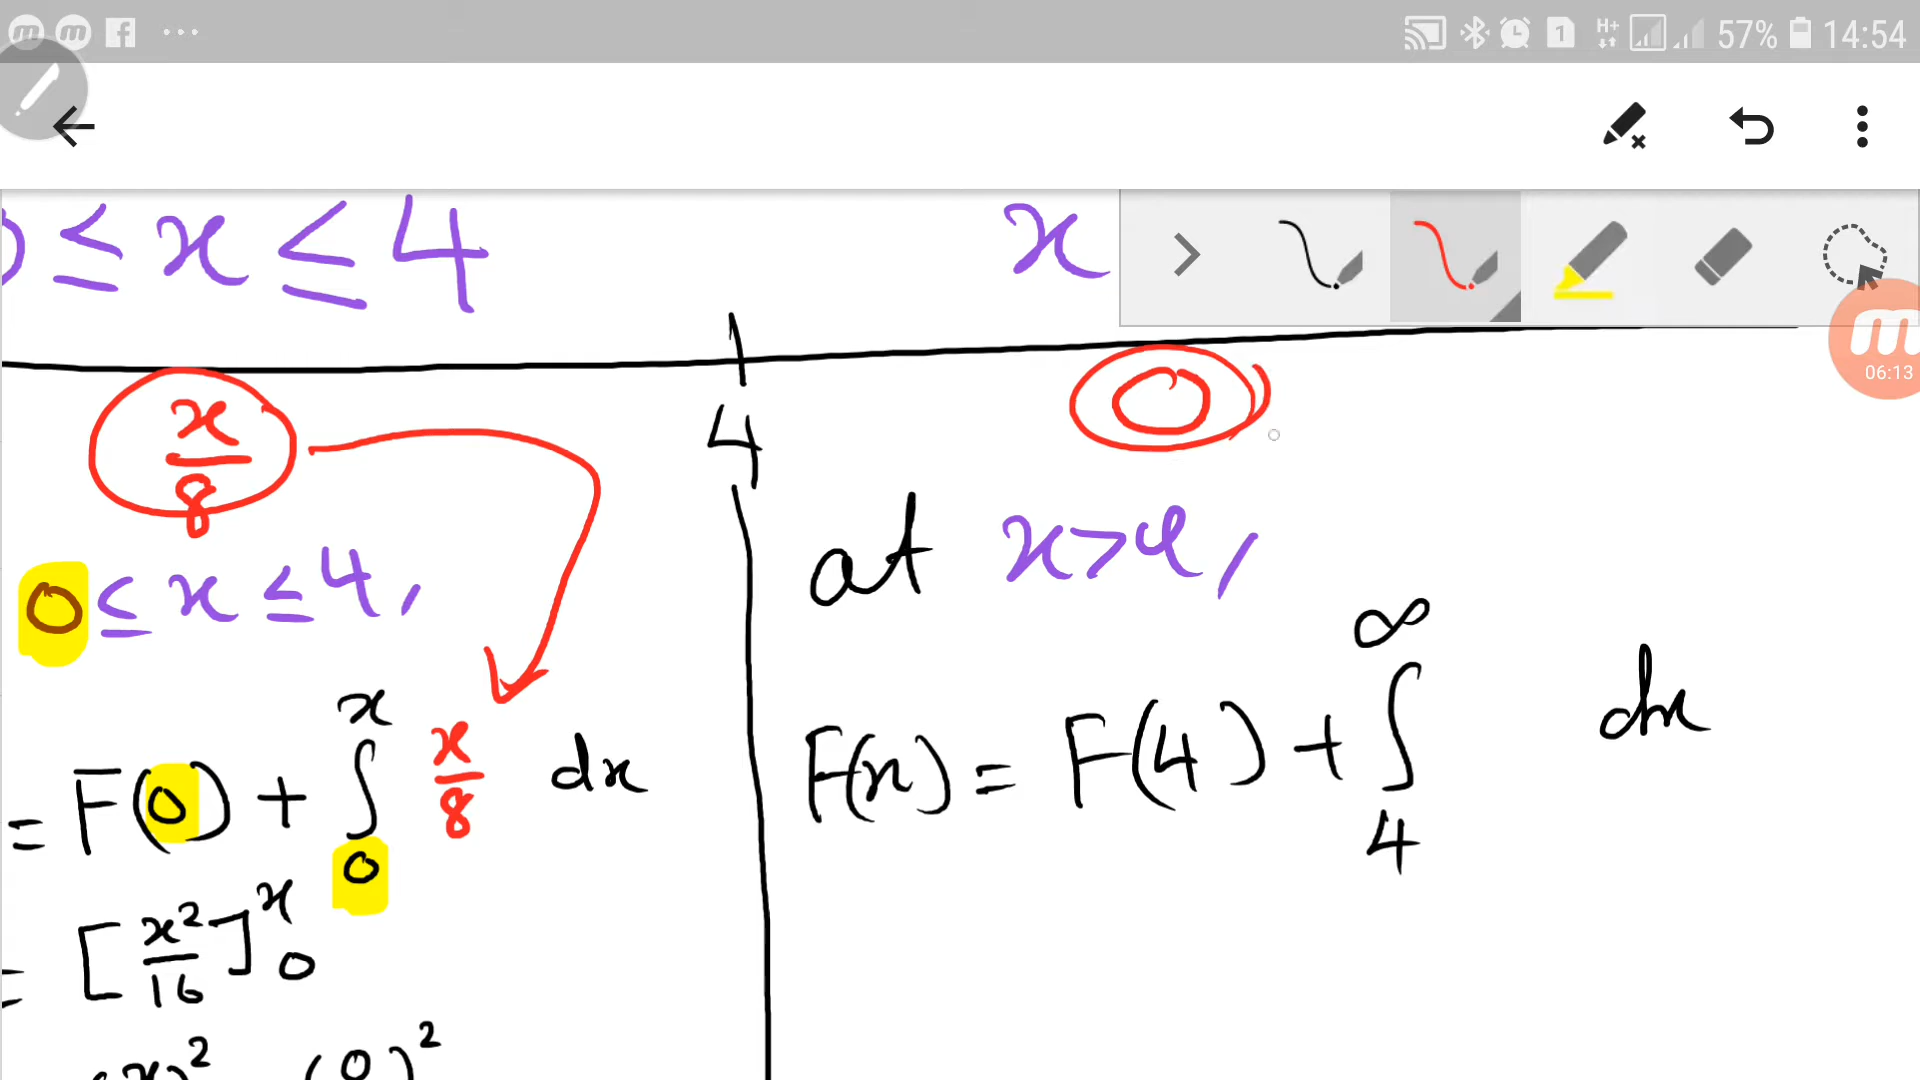 57% 14:54
06:13
≤ x ≤ 4
x
x/8
4
0
0 ≤ x ≤ 4,
= F(0) + ∫₀ˣ x/8 dx
= [x²/16]₀ˣ
(0)²
at x>4,
F(x) = F(4) + ∫₄^∞ dx